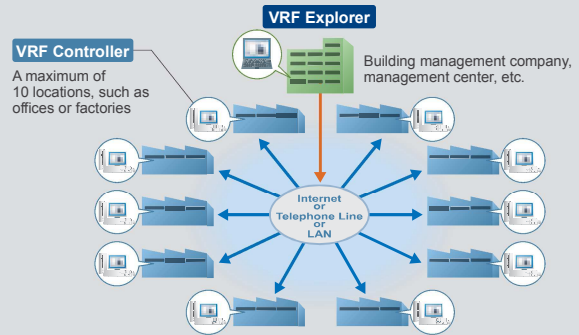 VRF Explorer
VRF Controller
A maximum of
10 locations, such as
offices or factories
Building management company,
management center, etc.
Internet
or
Telephone Line
or
LAN